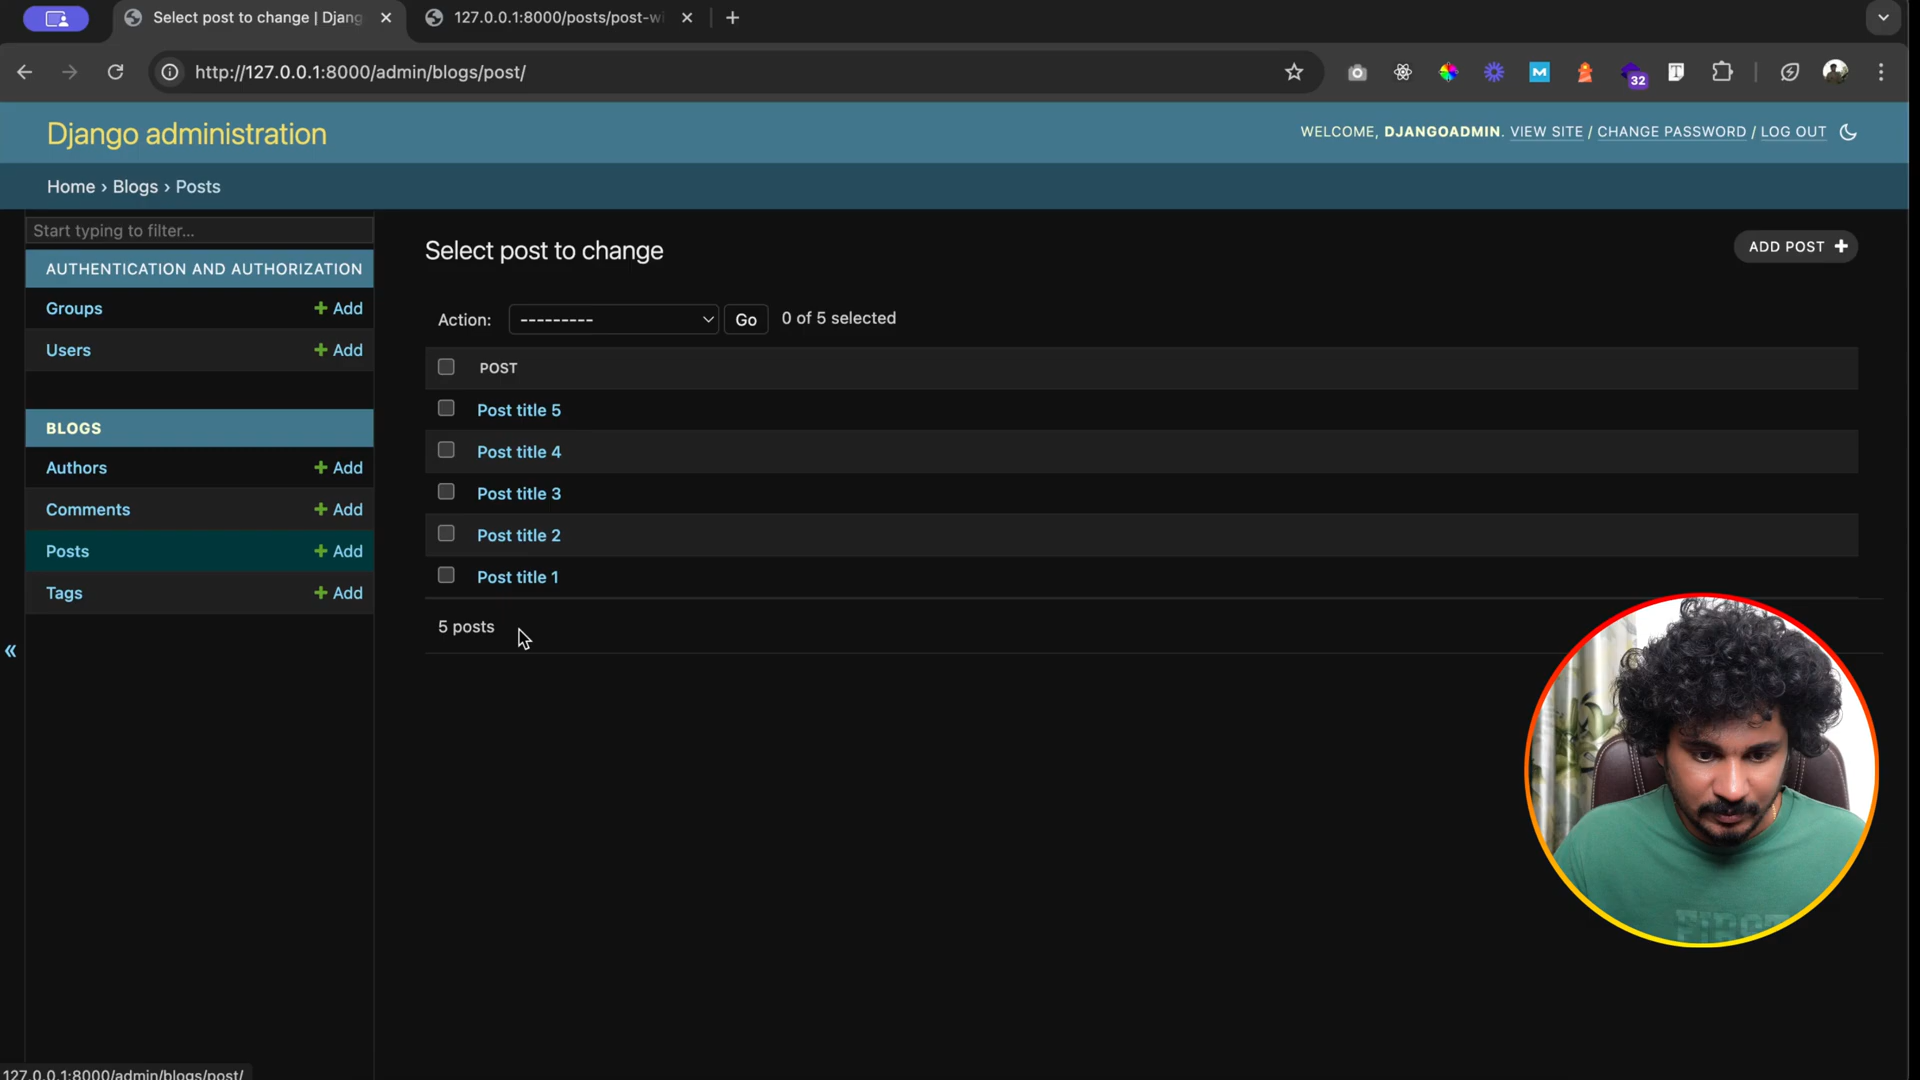 Select post to change | Djang
127.0.0.1:8000/posts/post-wi
http://127.0.0.1:8000/admin/blogs/post/
M
T
32
Django administration
WELCOME, DJANGOADMIN. VIEW SITE / CHANGE PASSWORD / LOG OUT
Home › Blogs › Posts
Start typing to filter...
AUTHENTICATION AND AUTHORIZATION
Groups + Add
Users + Add
BLOGS
Authors + Add
Comments + Add
Posts + Add
Tags + Add
«
Select post to change
ADD POST +
Action: --------- Go 0 of 5 selected
POST
Post title 5
Post title 4
Post title 3
Post title 2
Post title 1
5 posts
127.0.0.1:8000/admin/blogs/post/